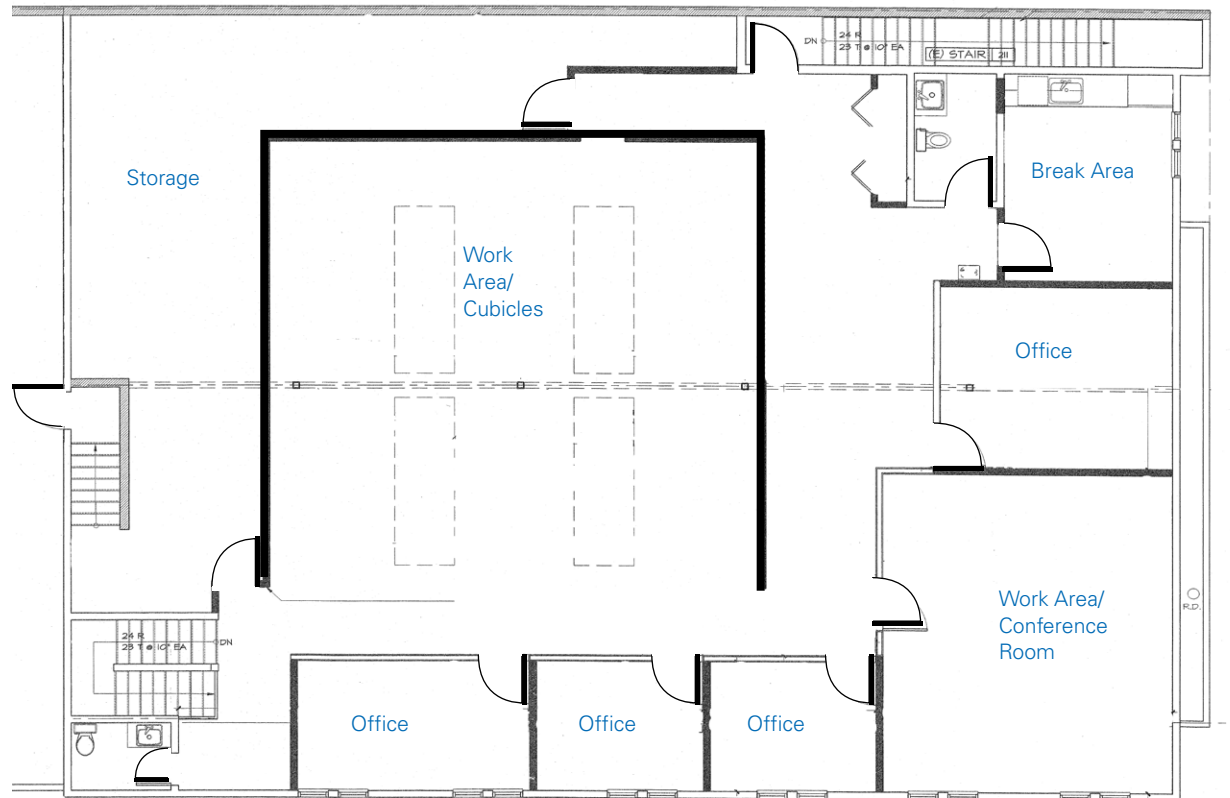 DN
24 R
23 T @ 10" EA
(E) STAIR 211
Storage
Break Area
Work
Area/
Cubicles
Office
Work Area/
Conference
Room
R.D.
24 R
23 T @ 10" EA
DN
Office
Office
Office